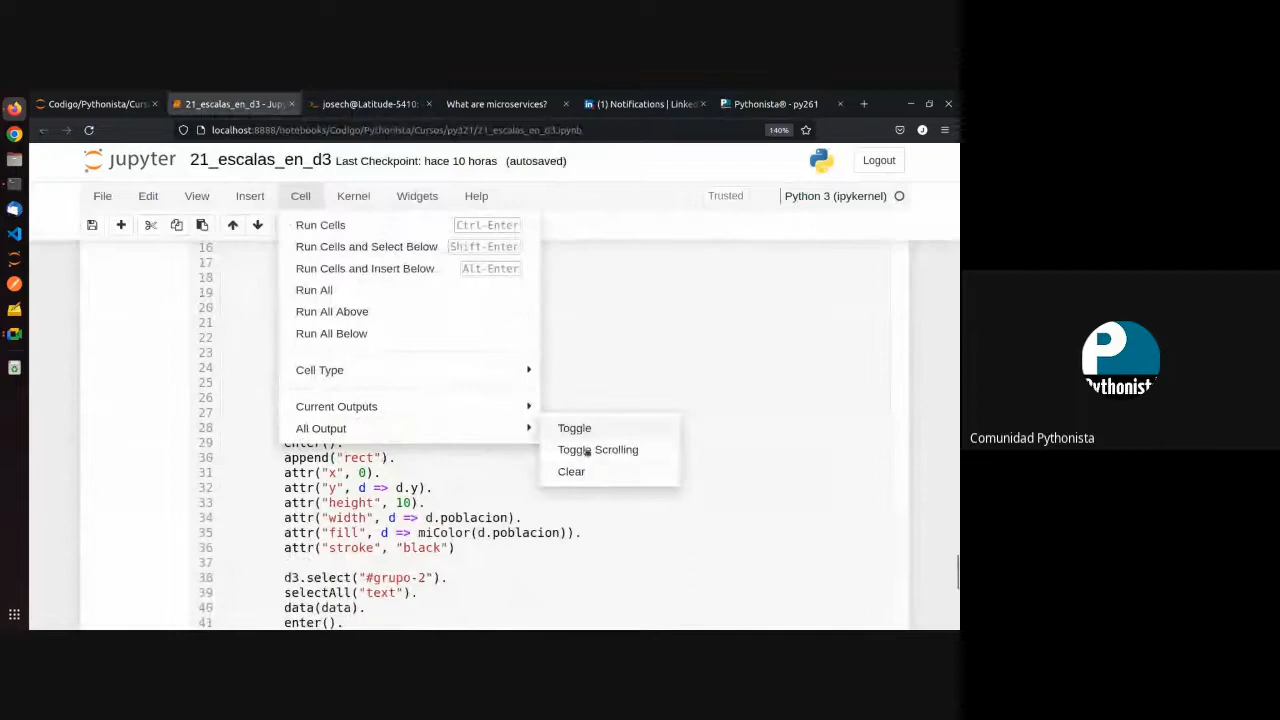 Codigo/Pythonista/Curs
21_escalas_en_d3 - Jup
josech@Latitude-5410:
What are microservices?
(1) Notifications | Linked
Pythonista® - py261
localhost:8888/notebooks/Codigo/Pythonista/Cursos/py321/21_escalas_en_d3.ipynb
140%
jupyter
21_escalas_en_d3 Last Checkpoint: hace 10 horas (autosaved)
Logout
File Edit View Insert Cell Kernel Widgets Help
Trusted
Python 3 (ipykernel)
Run Cells Ctrl-Enter
Run Cells and Select Below Shift-Enter
Run Cells and Insert Below Alt-Enter
Run All
Run All Above
Run All Below
Cell Type
Current Outputs
All Output
Toggle
Toggle Scrolling
Clear
16
17
18
19
20
21
22
23
24
25
26
27
28
29 enter().
30 append("rect").
31 attr("x", 0).
32 attr("y", d => d.y).
33 attr("height", 10).
34 attr("width", d => d.poblacion).
35 attr("fill", d => miColor(d.poblacion)).
36 attr("stroke", "black")
37
38 d3.select("#grupo-2").
39 selectAll("text").
40 data(data).
41 enter().
Pythonist
Comunidad Pythonista